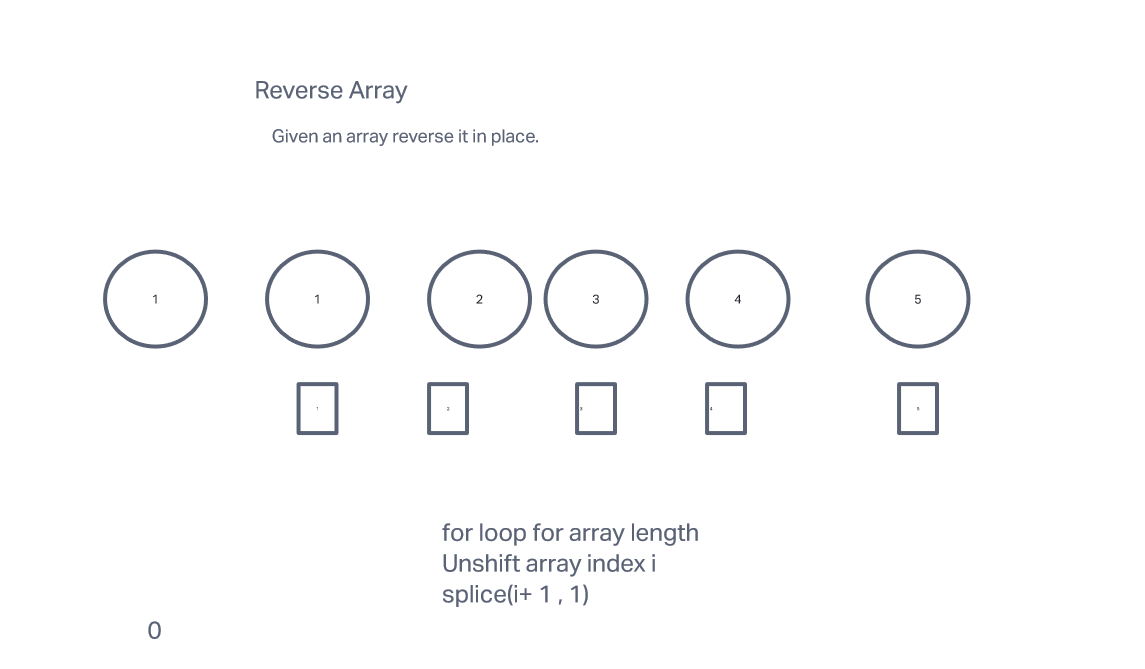 Reverse Array
Given an array reverse it in place.
1 1 2 3 4 5
1 2 3 4 5
for loop for array length
Unshift array index i
splice(i+ 1 , 1)
0